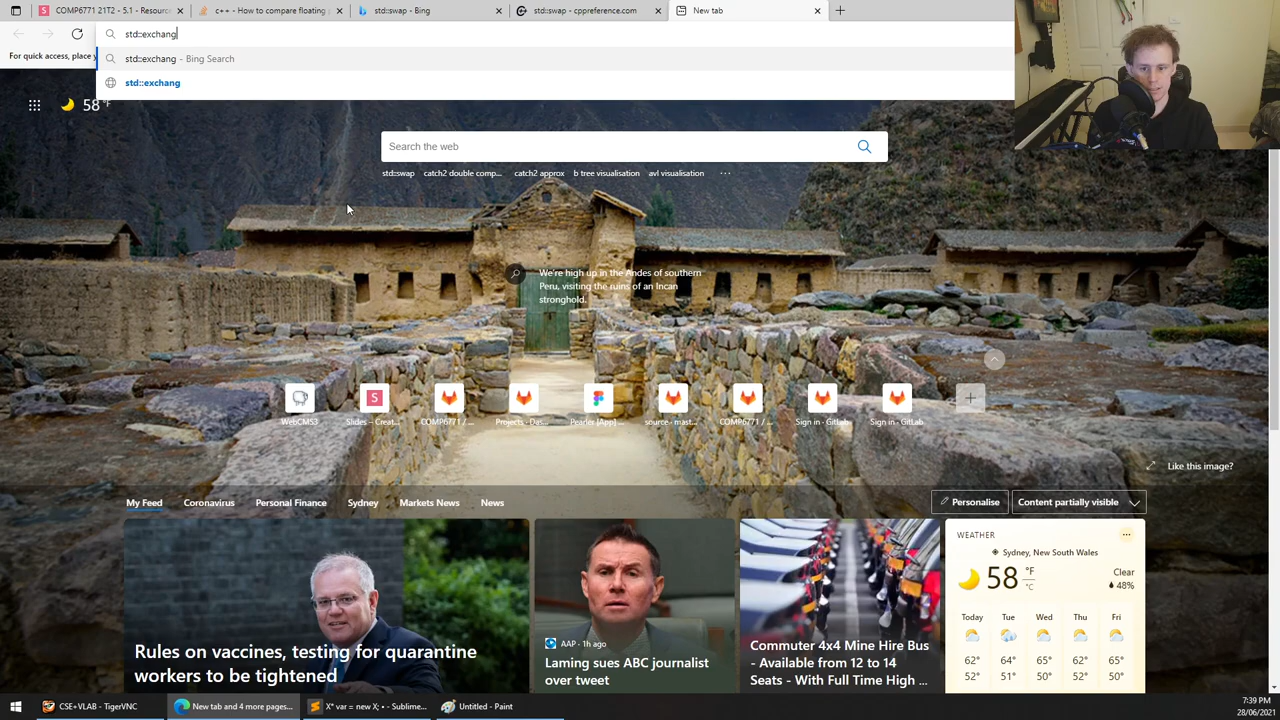 COMP6771 21T2 - 5.1 - Resourc
c++ - How to compare floating p
std::swap - Bing
std::swap - cppreference.com
New tab
std::exchang
For quick access, place y
std::exchang - Bing Search
std::exchang
58 °F
Search the web
std::swap
catch2 double comp...
catch2 approx
b tree visualisation
avl visualisation
We're high up in the Andes of southern
Peru, visiting the ruins of an Incan
stronghold.
WebCMS3
Slides – Creat...
COMP6771 / ...
Projects · Das...
Pearler [App] ...
source · mast...
COMP6771 / ...
Sign in · GitLab
Sign in · GitLab
Like this image?
My Feed
Coronavirus
Personal Finance
Sydney
Markets News
News
Personalise
Content partially visible
Rules on vaccines, testing for quarantine
workers to be tightened
AAP · 1h ago
Laming sues ABC journalist
over tweet
Commuter 4x4 Mine Hire Bus
- Available from 12 to 14
Seats - With Full Time High ...
WEATHER
Sydney, New South Wales
58 °F
°C
Clear
48%
Today
Tue
Wed
Thu
Fri
62°
64°
65°
62°
65°
52°
51°
50°
52°
50°
CSE+VLAB - TigerVNC
New tab and 4 more pages...
X* var = new X; • - Sublime...
Untitled - Paint
7:39 PM
28/06/2021